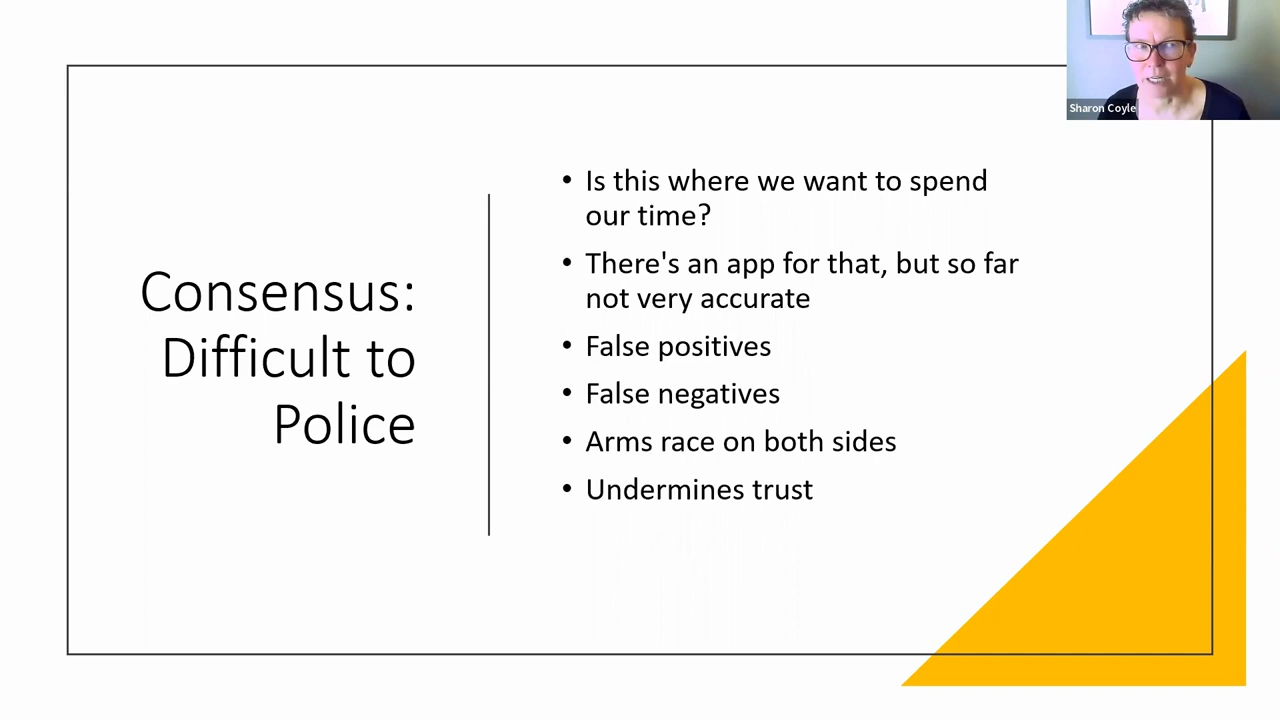 Sharon Coyle
Consensus:
Difficult to
Police
• Is this where we want to spend
our time?
• There's an app for that, but so far
not very accurate
• False positives
• False negatives
• Arms race on both sides
• Undermines trust